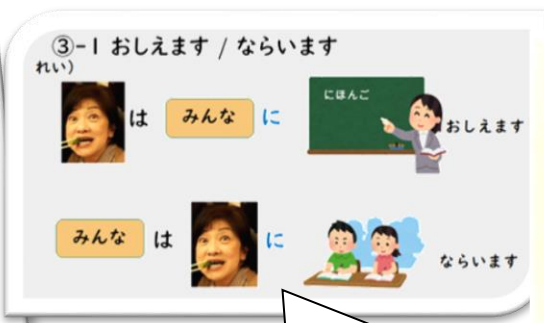 ③-1 おしえます / ならいます
れい)
は みんな に にほんご おしえます
みんな は に ならいます